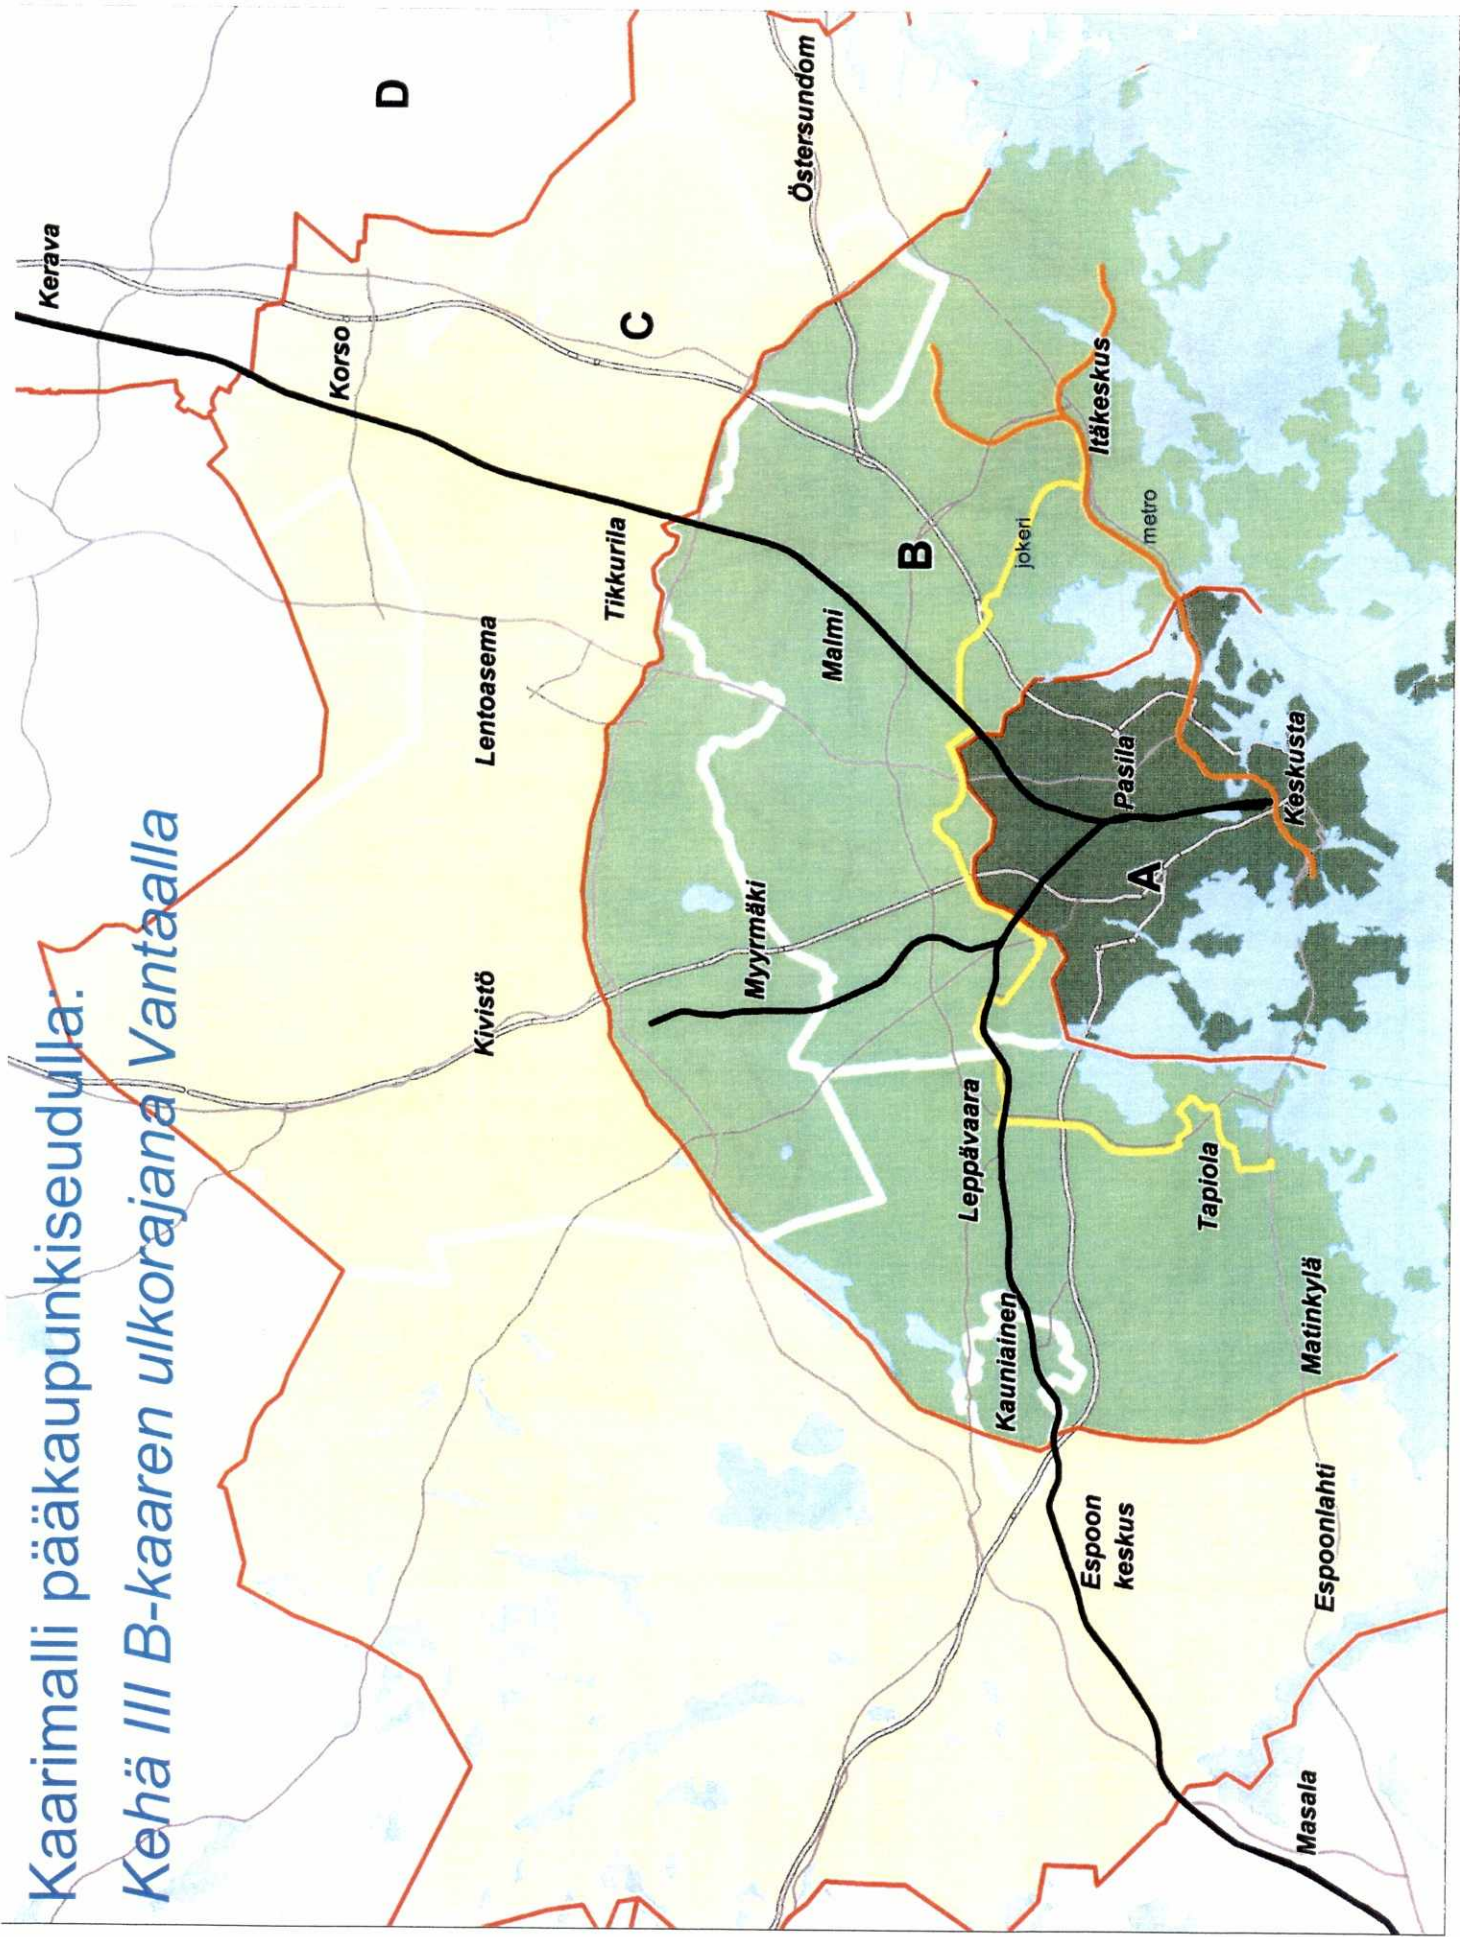 Kaarimalli pääkaupunkiseudulla:
Kehä III B-kaaren ulkorajana Vantaalla
Kerava
D
Korso
C
Östersundom
Kivistö
Lentoasema
Tikkurila
Myyrmäki
Malmi
B
jokeri
Itäkeskus
metro
Leppävaara
Kauniainen
Pasila
A
Espoon
keskus
Tapiola
Keskusta
Masala
Espoonlahti
Matinkylä